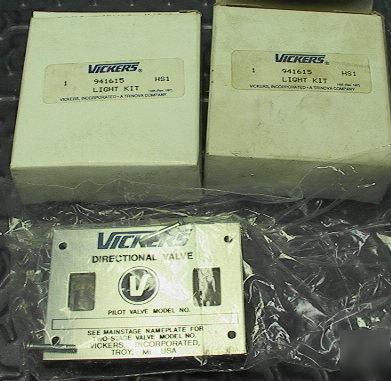 VICKERS®
1 941615 HS1
LIGHT KIT
VICKERS, INCORPORATED • A TRINOVA COMPANY
VICKERS®
1 941615 HS1
LIGHT KIT
VICKERS, INCORPORATED • A TRINOVA COMPANY
VICKERS
DIRECTIONAL VALVE
V
PILOT VALVE MODEL NO.
SEE MAINSTAGE NAMEPLATE FOR
TWO-STAGE VALVE MODEL NO.
VICKERS, INCORPORATED,
TROY, MI. USA